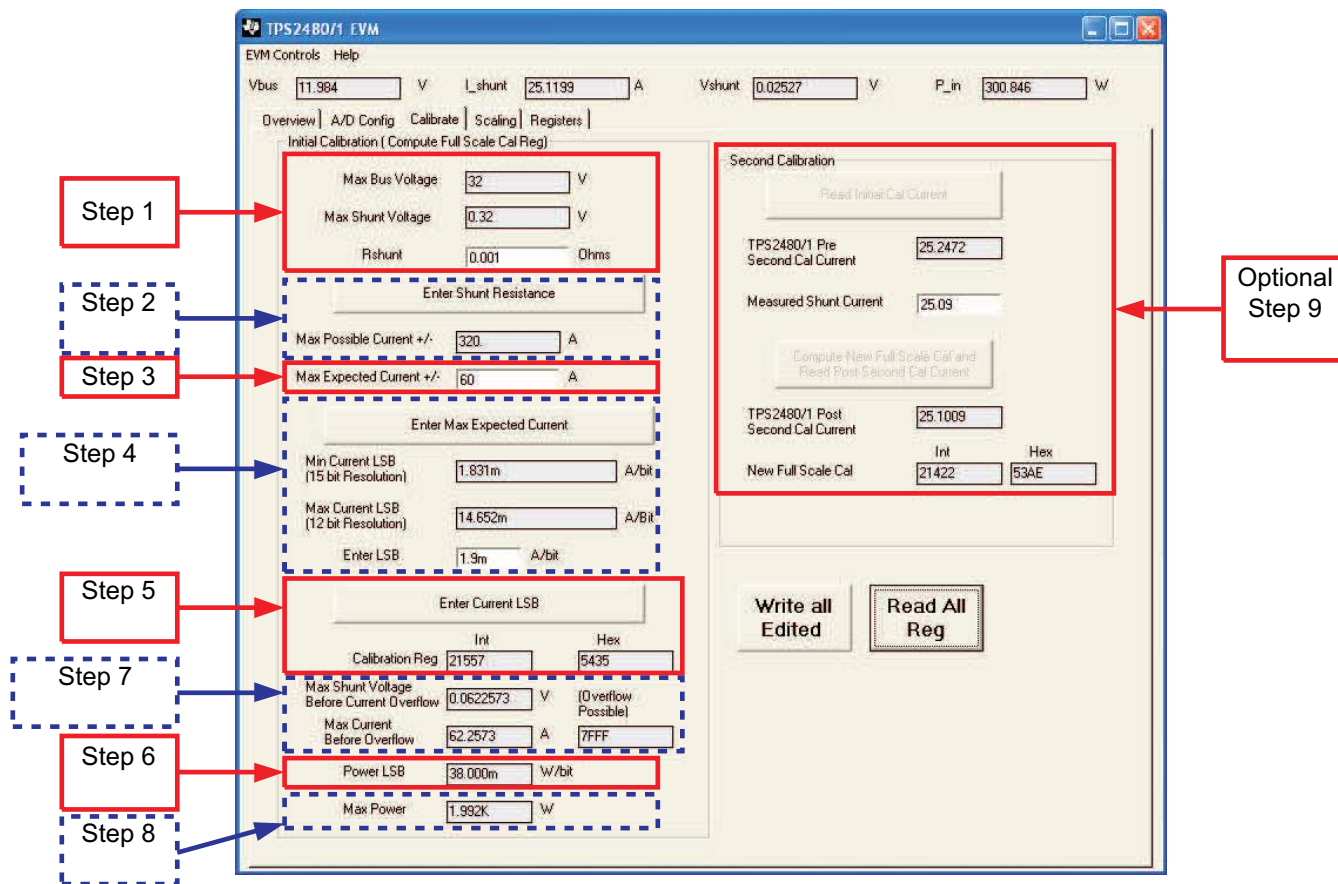 TPS2480/1 EVM
EVM Controls Help
Vbus 11.984 V I_shunt 25.1199 A Vshunt 0.02527 V P_in 300.846 W
Overview A/D Config Calibrate Scaling Registers
Initial Calibration ( Compute Full Scale Cal Reg)
Step 1
Max Bus Voltage 32 V
Max Shunt Voltage 0.32 V
Rshunt 0.001 Ohms
Step 2
Enter Shunt Resistance
Max Possible Current +/- 320. A
Step 3
Max Expected Current +/- 60 A
Step 4
Enter Max Expected Current
Min Current LSB
(15 bit Resolution) 1.831m A/bit
Max Current LSB
(12 bit Resolution) 14.652m A/Bit
Enter LSB 1.9m A/bit
Step 5
Enter Current LSB
Int Hex
Calibration Reg 21557 5435
Step 7
Max Shunt Voltage
Before Current Overflow 0.0622573 V (Overflow
Possible)
Max Current
Before Overflow 62.2573 A 7FFF
Step 6
Power LSB 38.000m W/bit
Step 8
Max Power 1.992K W
Second Calibration
Read Initial Cal Current
TPS2480/1 Pre
Second Cal Current 25.2472
Measured Shunt Current 25.09
Compute New Full Scale Cal and
Read Post Second Cal Current
TPS2480/1 Post
Second Cal Current 25.1009
Int Hex
New Full Scale Cal 21422 53AE
Optional
Step 9
Write all
Edited
Read All
Reg